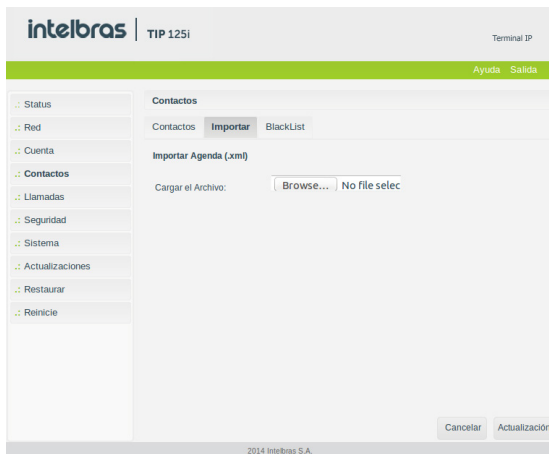 intelbras TIP 125i
Terminal IP
Ayuda Salida
.: Status
.: Red
.: Cuenta
.: Contactos
.: Llamadas
.: Seguridad
.: Sistema
.: Actualizaciones
.: Restaurar
.: Reinicie
Contactos
Contactos Importar BlackList
Importar Agenda (.xml)
Cargar el Archivo: Browse... No file selec
Cancelar Actualización
2014 Intelbras S.A.